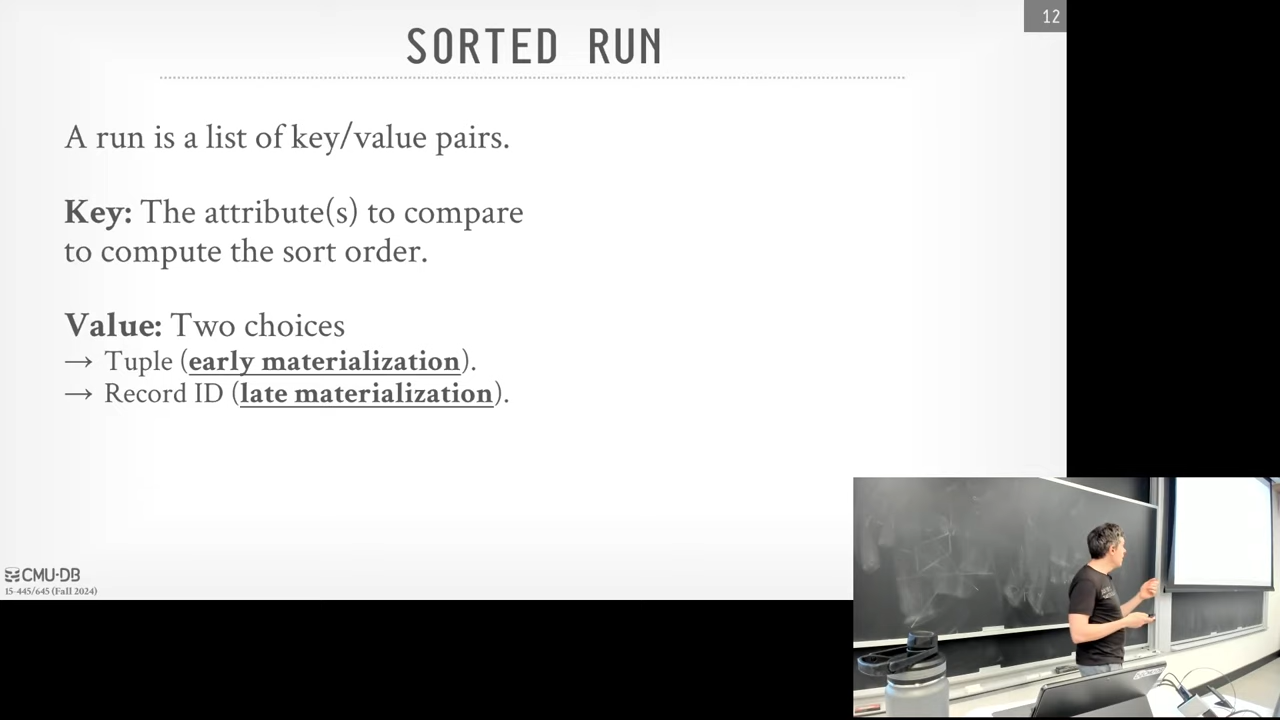 12
SORTED RUN
A run is a list of key/value pairs.
Key: The attribute(s) to compare
to compute the sort order.
Value: Two choices
→ Tuple (early materialization).
→ Record ID (late materialization).
CMU·DB
15-445/645 (Fall 2024)